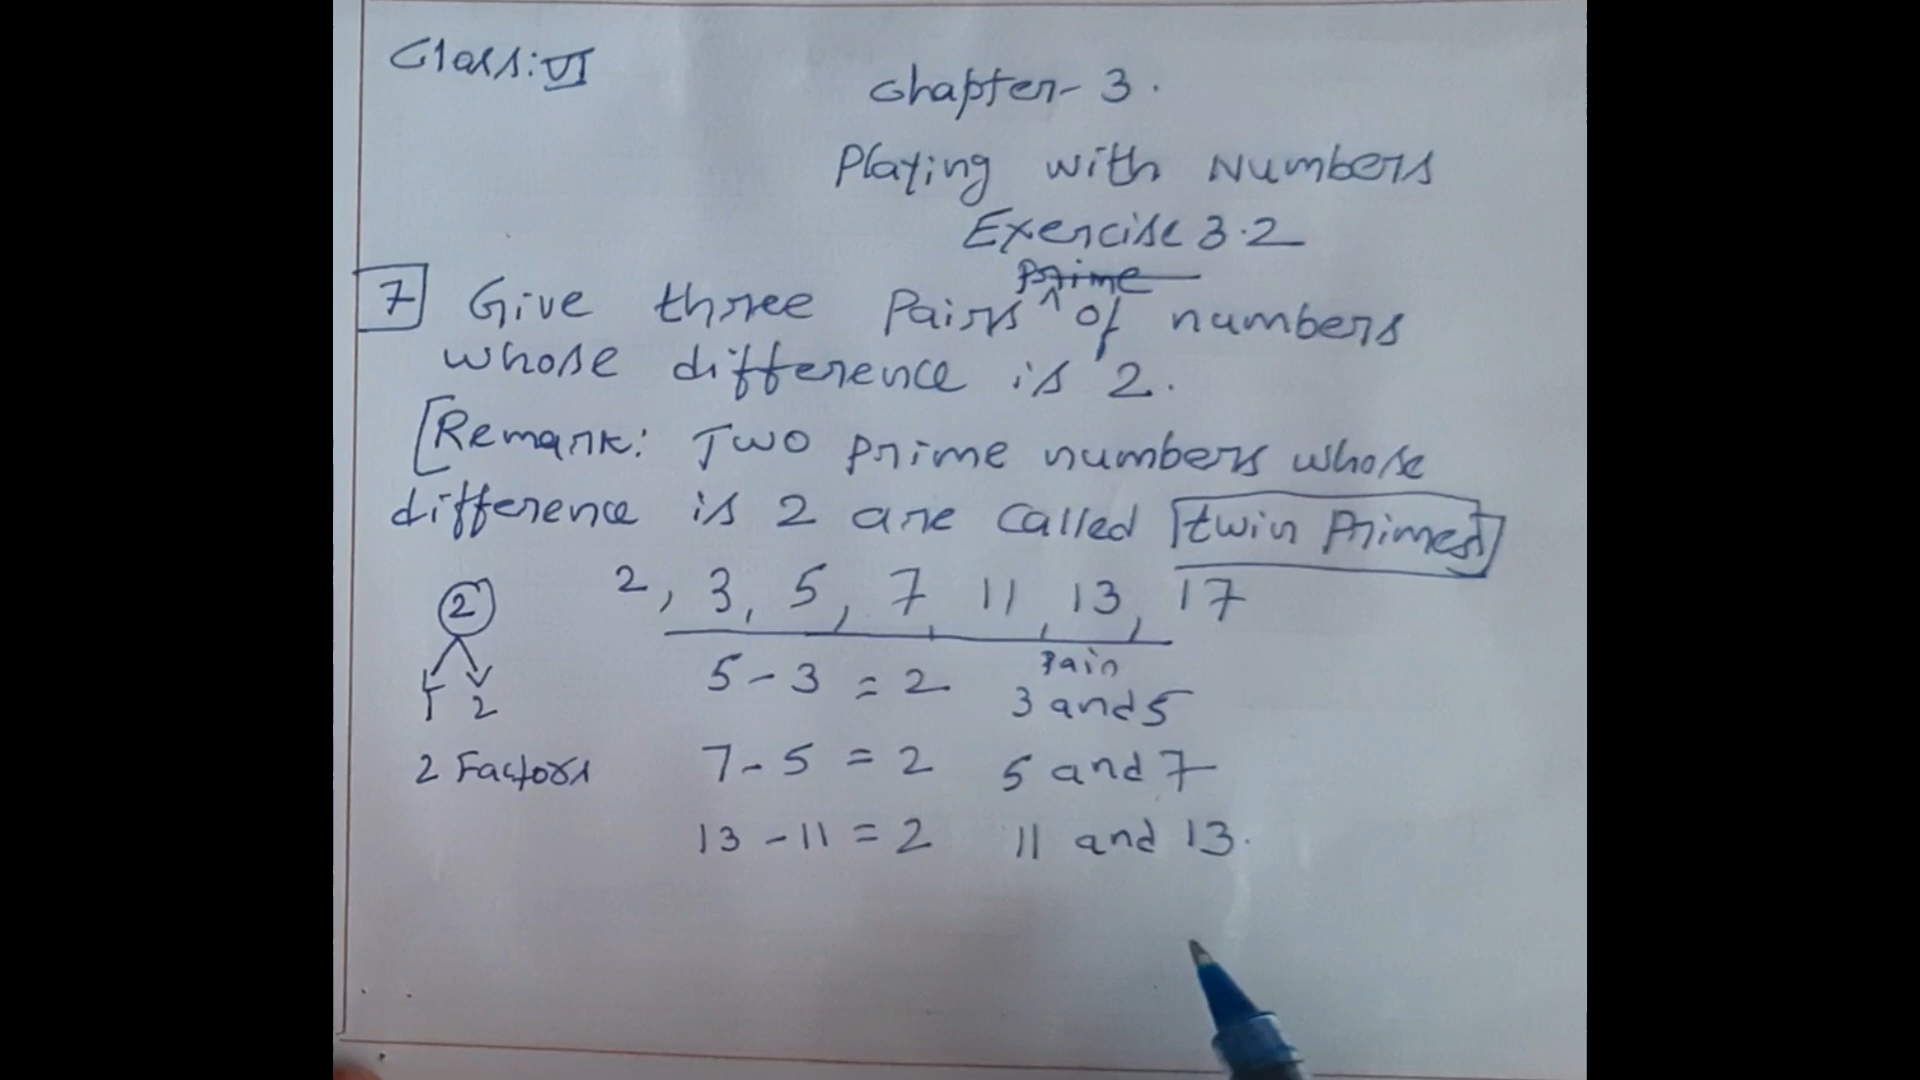 Class: VI
Chapter- 3.
Playing with Numbers
Exercise 3.2
Prime
7 Give three Pairs ^ of numbers
whose difference is 2.
[Remark: Two prime numbers whose
difference is 2 are called twin Primes]
2, 3, 5, 7, 11, 13, 17
2
1 2
2 Factors
Pair
5 - 3 = 2 3 and 5
7 - 5 = 2 5 and 7
13 - 11 = 2 11 and 13.